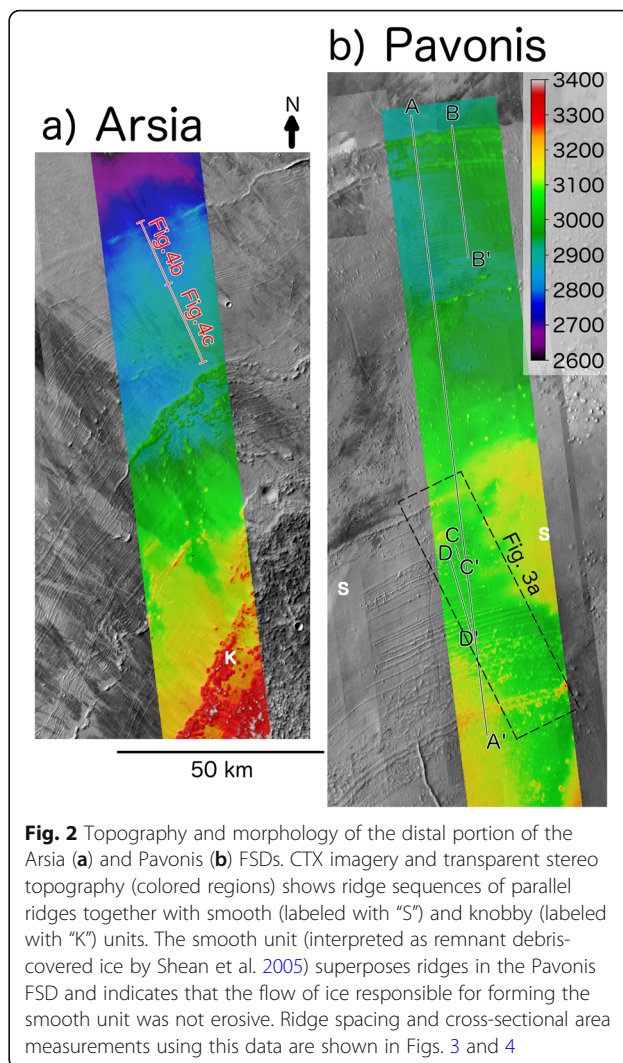 a) Arsia
N
Fig.4b
Fig.4c
K
50 km
b) Pavonis
A
B
B'
C
D
C'
D'
A'
S
S
Fig. 3a
3400
3300
3200
3100
3000
2900
2800
2700
2600
Fig. 2 Topography and morphology of the distal portion of the
Arsia (a) and Pavonis (b) FSDs. CTX imagery and transparent stereo
topography (colored regions) shows ridge sequences of parallel
ridges together with smooth (labeled with “S”) and knobby (labeled
with “K”) units. The smooth unit (interpreted as remnant debris-
covered ice by Shean et al. 2005) superposes ridges in the Pavonis
FSD and indicates that the flow of ice responsible for forming the
smooth unit was not erosive. Ridge spacing and cross-sectional area
measurements using this data are shown in Figs. 3 and 4